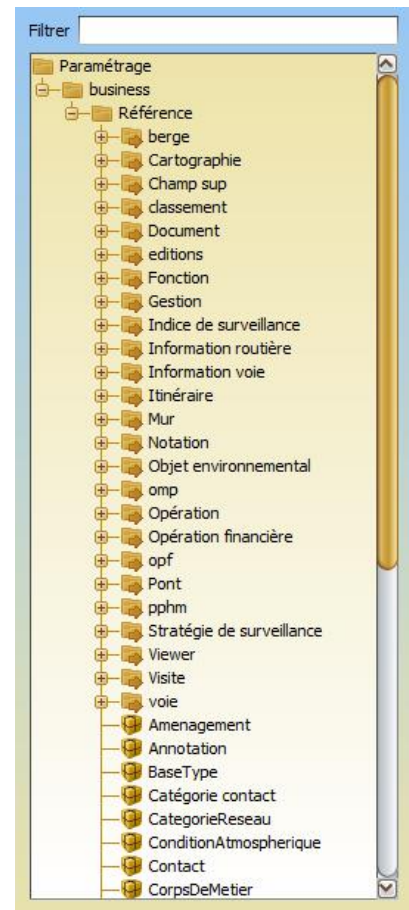 Filtrer
Paramétrage
business
Référence
berge
Cartographie
Champ sup
classement
Document
editions
Fonction
Gestion
Indice de surveillance
Information routière
Information voie
Itinéraire
Mur
Notation
Objet environnemental
omp
Opération
Opération financière
opf
Pont
pphm
Stratégie de surveillance
Viewer
Visite
voie
Amenagement
Annotation
BaseType
Catégorie contact
CategorieReseau
ConditionAtmospherique
Contact
CorpsDeMetier